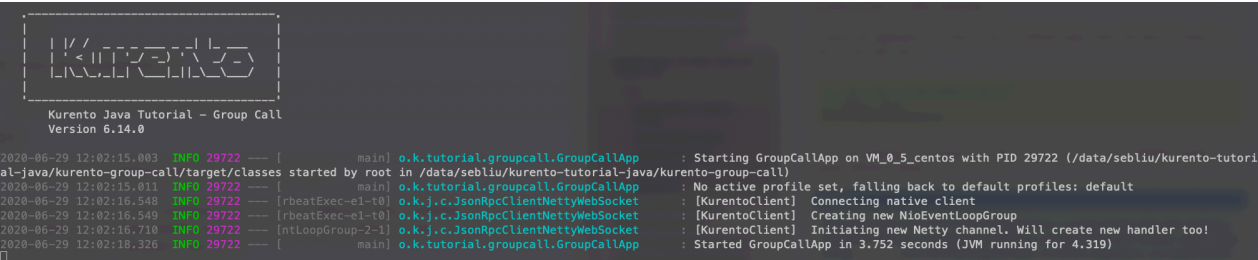 Kurento
Kurento Java Tutorial – Group Call
Version 6.14.0
2020-06-29 12:02:15.003 INFO 29722 --- [ main] o.k.tutorial.groupcall.GroupCallApp : Starting GroupCallApp on VM_0_5_centos with PID 29722 (/data/sebliu/kurento-tutori
al-java/kurento-group-call/target/classes started by root in /data/sebliu/kurento-tutorial-java/kurento-group-call)
2020-06-29 12:02:15.011 INFO 29722 --- [ main] o.k.tutorial.groupcall.GroupCallApp : No active profile set, falling back to default profiles: default
2020-06-29 12:02:16.548 INFO 29722 --- [rbeatExec-e1-t0] o.k.j.c.JsonRpcClientNettyWebSocket : [KurentoClient] Connecting native client
2020-06-29 12:02:16.549 INFO 29722 --- [rbeatExec-e1-t0] o.k.j.c.JsonRpcClientNettyWebSocket : [KurentoClient] Creating new NioEventLoopGroup
2020-06-29 12:02:16.710 INFO 29722 --- [ntLoopGroup-2-1] o.k.j.c.JsonRpcClientNettyWebSocket : [KurentoClient] Initiating new Netty channel. Will create new handler too!
2020-06-29 12:02:18.326 INFO 29722 --- [ main] o.k.tutorial.groupcall.GroupCallApp : Started GroupCallApp in 3.752 seconds (JVM running for 4.319)